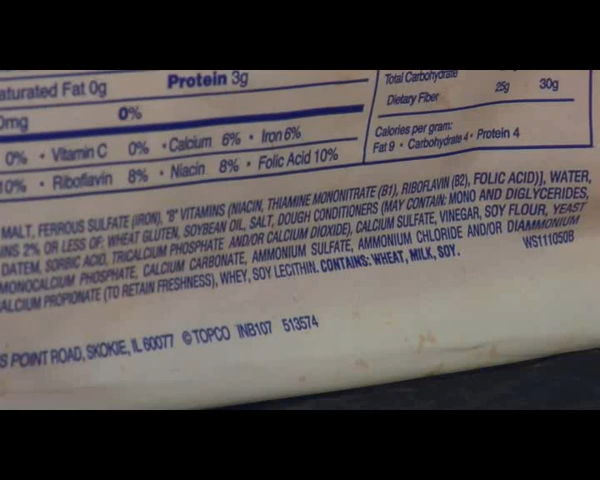 aturated Fat 0g Protein 3g
0mg 0%
0% • Vitamin C 0% • Calcium 6% • Iron 6%
10% • Riboflavin 8% • Niacin 8% • Folic Acid 10%
Total Carbohydrate
Dietary Fiber 25g 30g
Calories per gram:
Fat 9 • Carbohydrate 4 • Protein 4
MALT, FERROUS SULFATE (IRON), "B" VITAMINS (NIACIN, THIAMINE MONONITRATE (B1), RIBOFLAVIN (B2), FOLIC ACID)], WATER,
INS 2% OR LESS OF: WHEAT GLUTEN, SOYBEAN OIL, SALT, DOUGH CONDITIONERS (MAY CONTAIN: MONO AND DIGLYCERIDES,
DATEM, SORBIC ACID, TRICALCIUM PHOSPHATE AND/OR CALCIUM DIOXIDE), CALCIUM SULFATE, VINEGAR, SOY FLOUR, YEAST
MONOCALCIUM PHOSPHATE, CALCIUM CARBONATE, AMMONIUM SULFATE, AMMONIUM CHLORIDE AND/OR DIAMMONIUM
ALCIUM PROPIONATE (TO RETAIN FRESHNESS), WHEY, SOY LECITHIN. CONTAINS: WHEAT, MILK, SOY.
WS111050B
S POINT ROAD, SKOKIE, IL 60077 © TOPCO INB107 513574